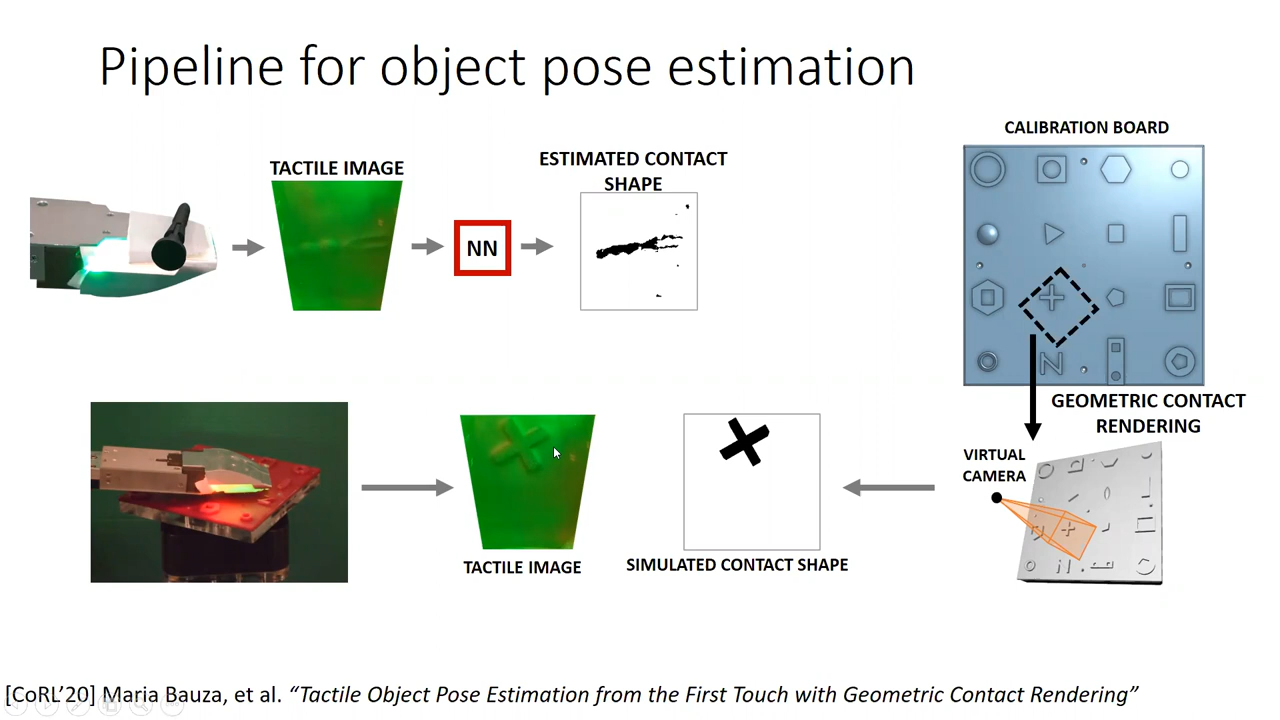 Pipeline for object pose estimation
CALIBRATION BOARD
TACTILE IMAGE
ESTIMATED CONTACT
SHAPE
NN
GEOMETRIC CONTACT
RENDERING
VIRTUAL
CAMERA
TACTILE IMAGE
SIMULATED CONTACT SHAPE
[CoRL'20] Maria Bauza, et al. “Tactile Object Pose Estimation from the First Touch with Geometric Contact Rendering”